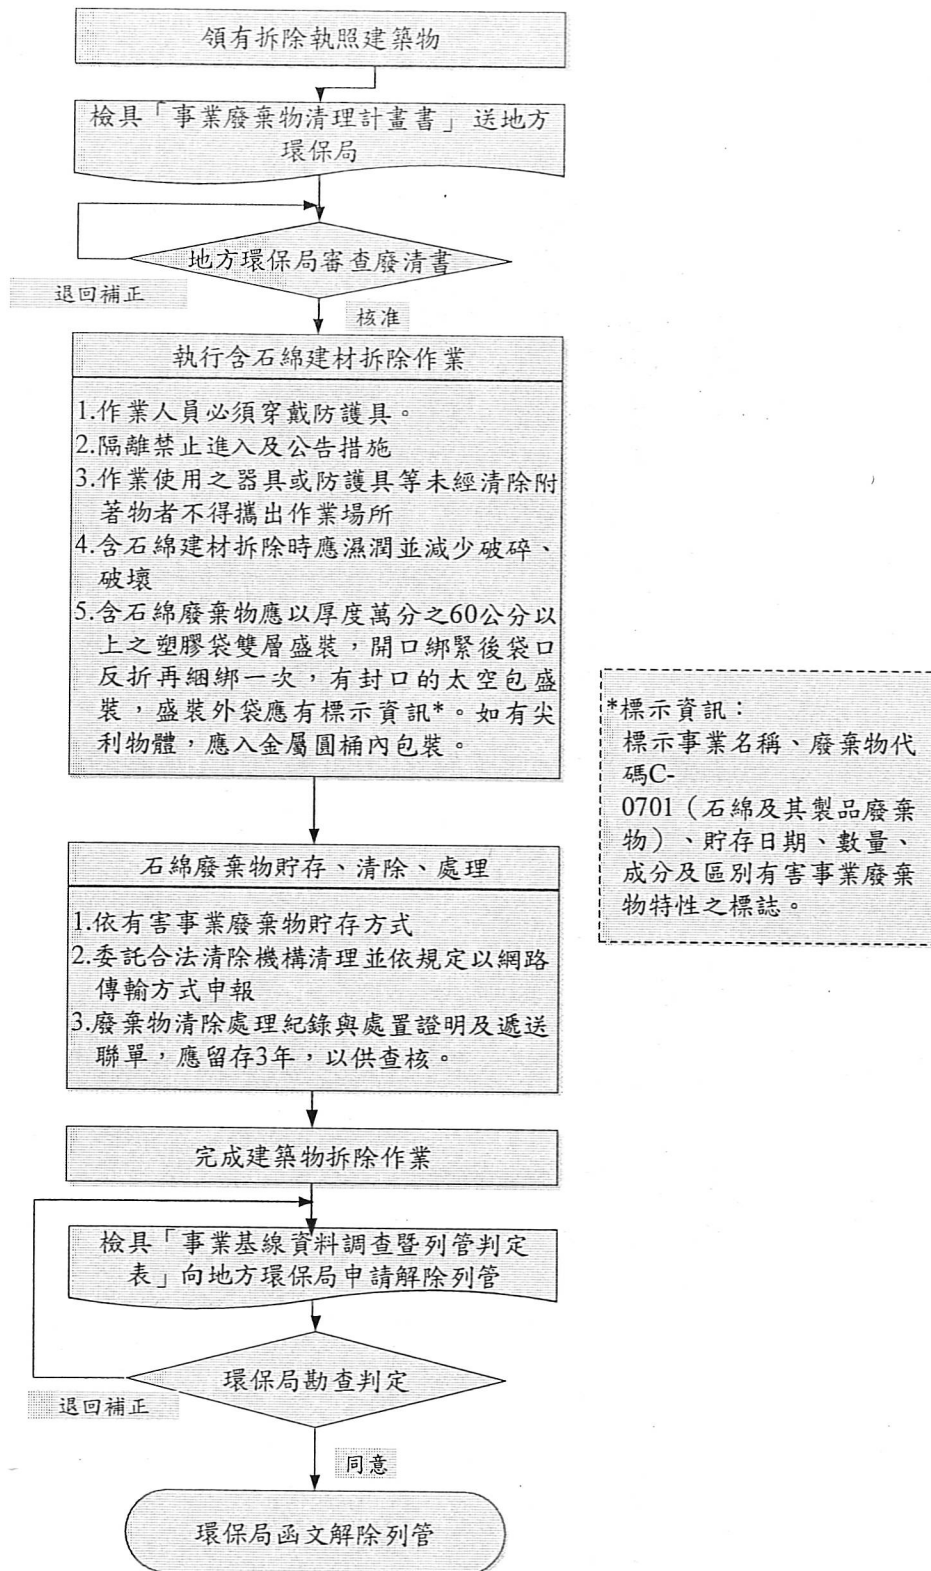 領有拆除執照建築物
檢具「事業廢棄物清理計畫書」送地方
環保局
地方環保局審查廢清書
退回補正
核准
執行含石綿建材拆除作業
1.作業人員必須穿戴防護具。
2.隔離禁止進入及公告措施
3.作業使用之器具或防護具等未經清除附
著物者不得攜出作業場所
4.含石綿建材拆除時應濕潤並減少破碎、
破壞
5.含石綿廢棄物應以厚度萬分之60公分以
上之塑膠袋雙層盛裝，開口綁緊後袋口
反折再綑綁一次，有封口的太空包盛
裝，盛裝外袋應有標示資訊*。如有尖
利物體，應入金屬圓桶內包裝。
*標示資訊：
標示事業名稱、廢棄物代
碼C-
0701（石綿及其製品廢棄
物）、貯存日期、數量、
成分及區別有害事業廢棄
物特性之標誌。
石綿廢棄物貯存、清除、處理
1.依有害事業廢棄物貯存方式
2.委託合法清除機構清理並依規定以網路
傳輸方式申報
3.廢棄物清除處理紀錄與處置證明及遞送
聯單，應留存3年，以供查核。
完成建築物拆除作業
檢具「事業基線資料調查暨列管判定
表」向地方環保局申請解除列管
環保局勘查判定
退回補正
同意
環保局函文解除列管